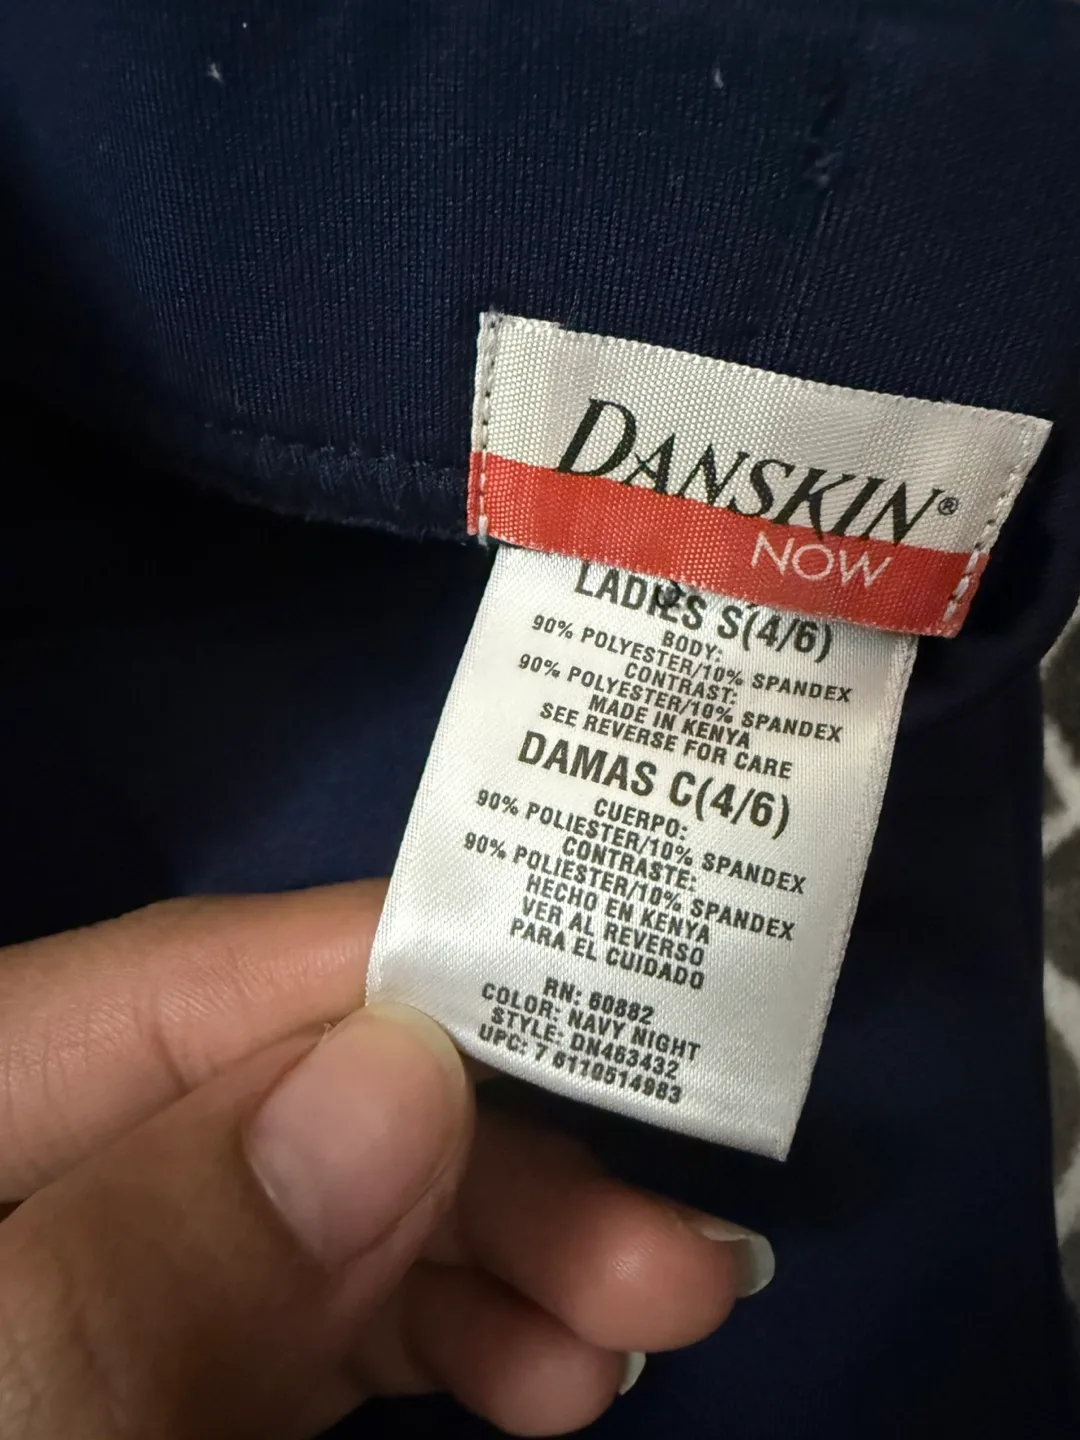 DANSKIN®
NOW
LADIES S(4/6)
BODY:
90% POLYESTER/10% SPANDEX
CONTRAST:
90% POLYESTER/10% SPANDEX
MADE IN KENYA
SEE REVERSE FOR CARE
DAMAS C(4/6)
CUERPO:
90% POLIESTER/10% SPANDEX
CONTRASTE:
90% POLIESTER/10% SPANDEX
HECHO EN KENYA
VER AL REVERSO
PARA EL CUIDADO
RN: 60882
COLOR: NAVY NIGHT
STYLE: DN463432
UPC: 7 6110514983